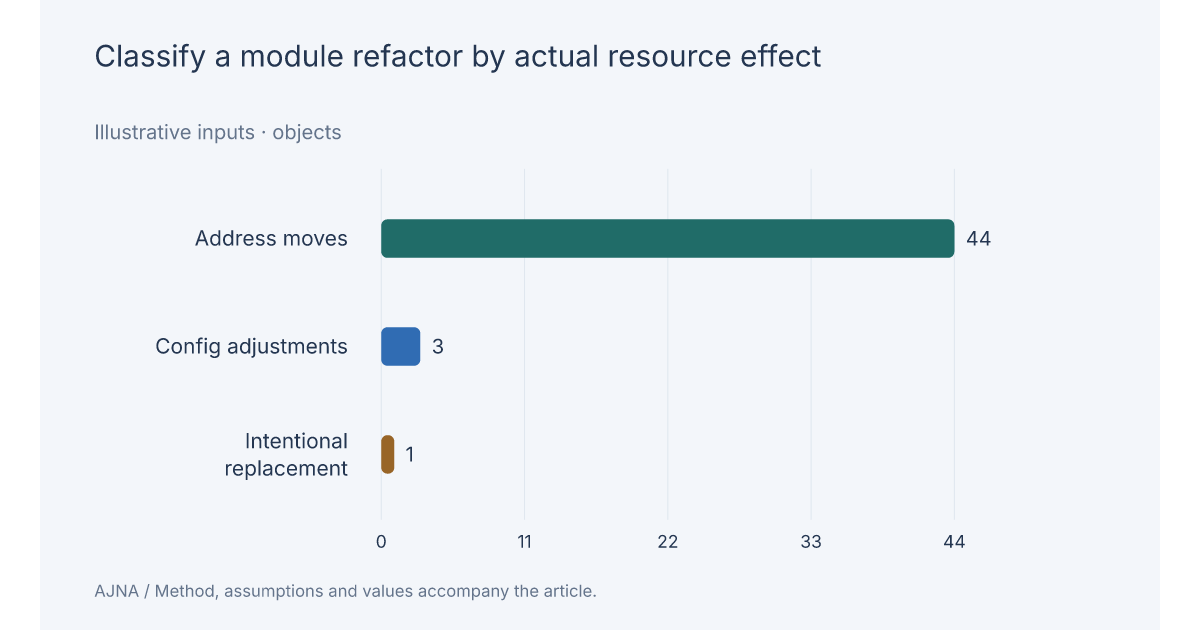 Classify a module refactor by actual resource effect
Illustrative inputs · objects
Address moves
44
Config adjustments
3
Intentional
replacement
1
0
11
22
33
44
AJNA / Method, assumptions and values accompany the article.